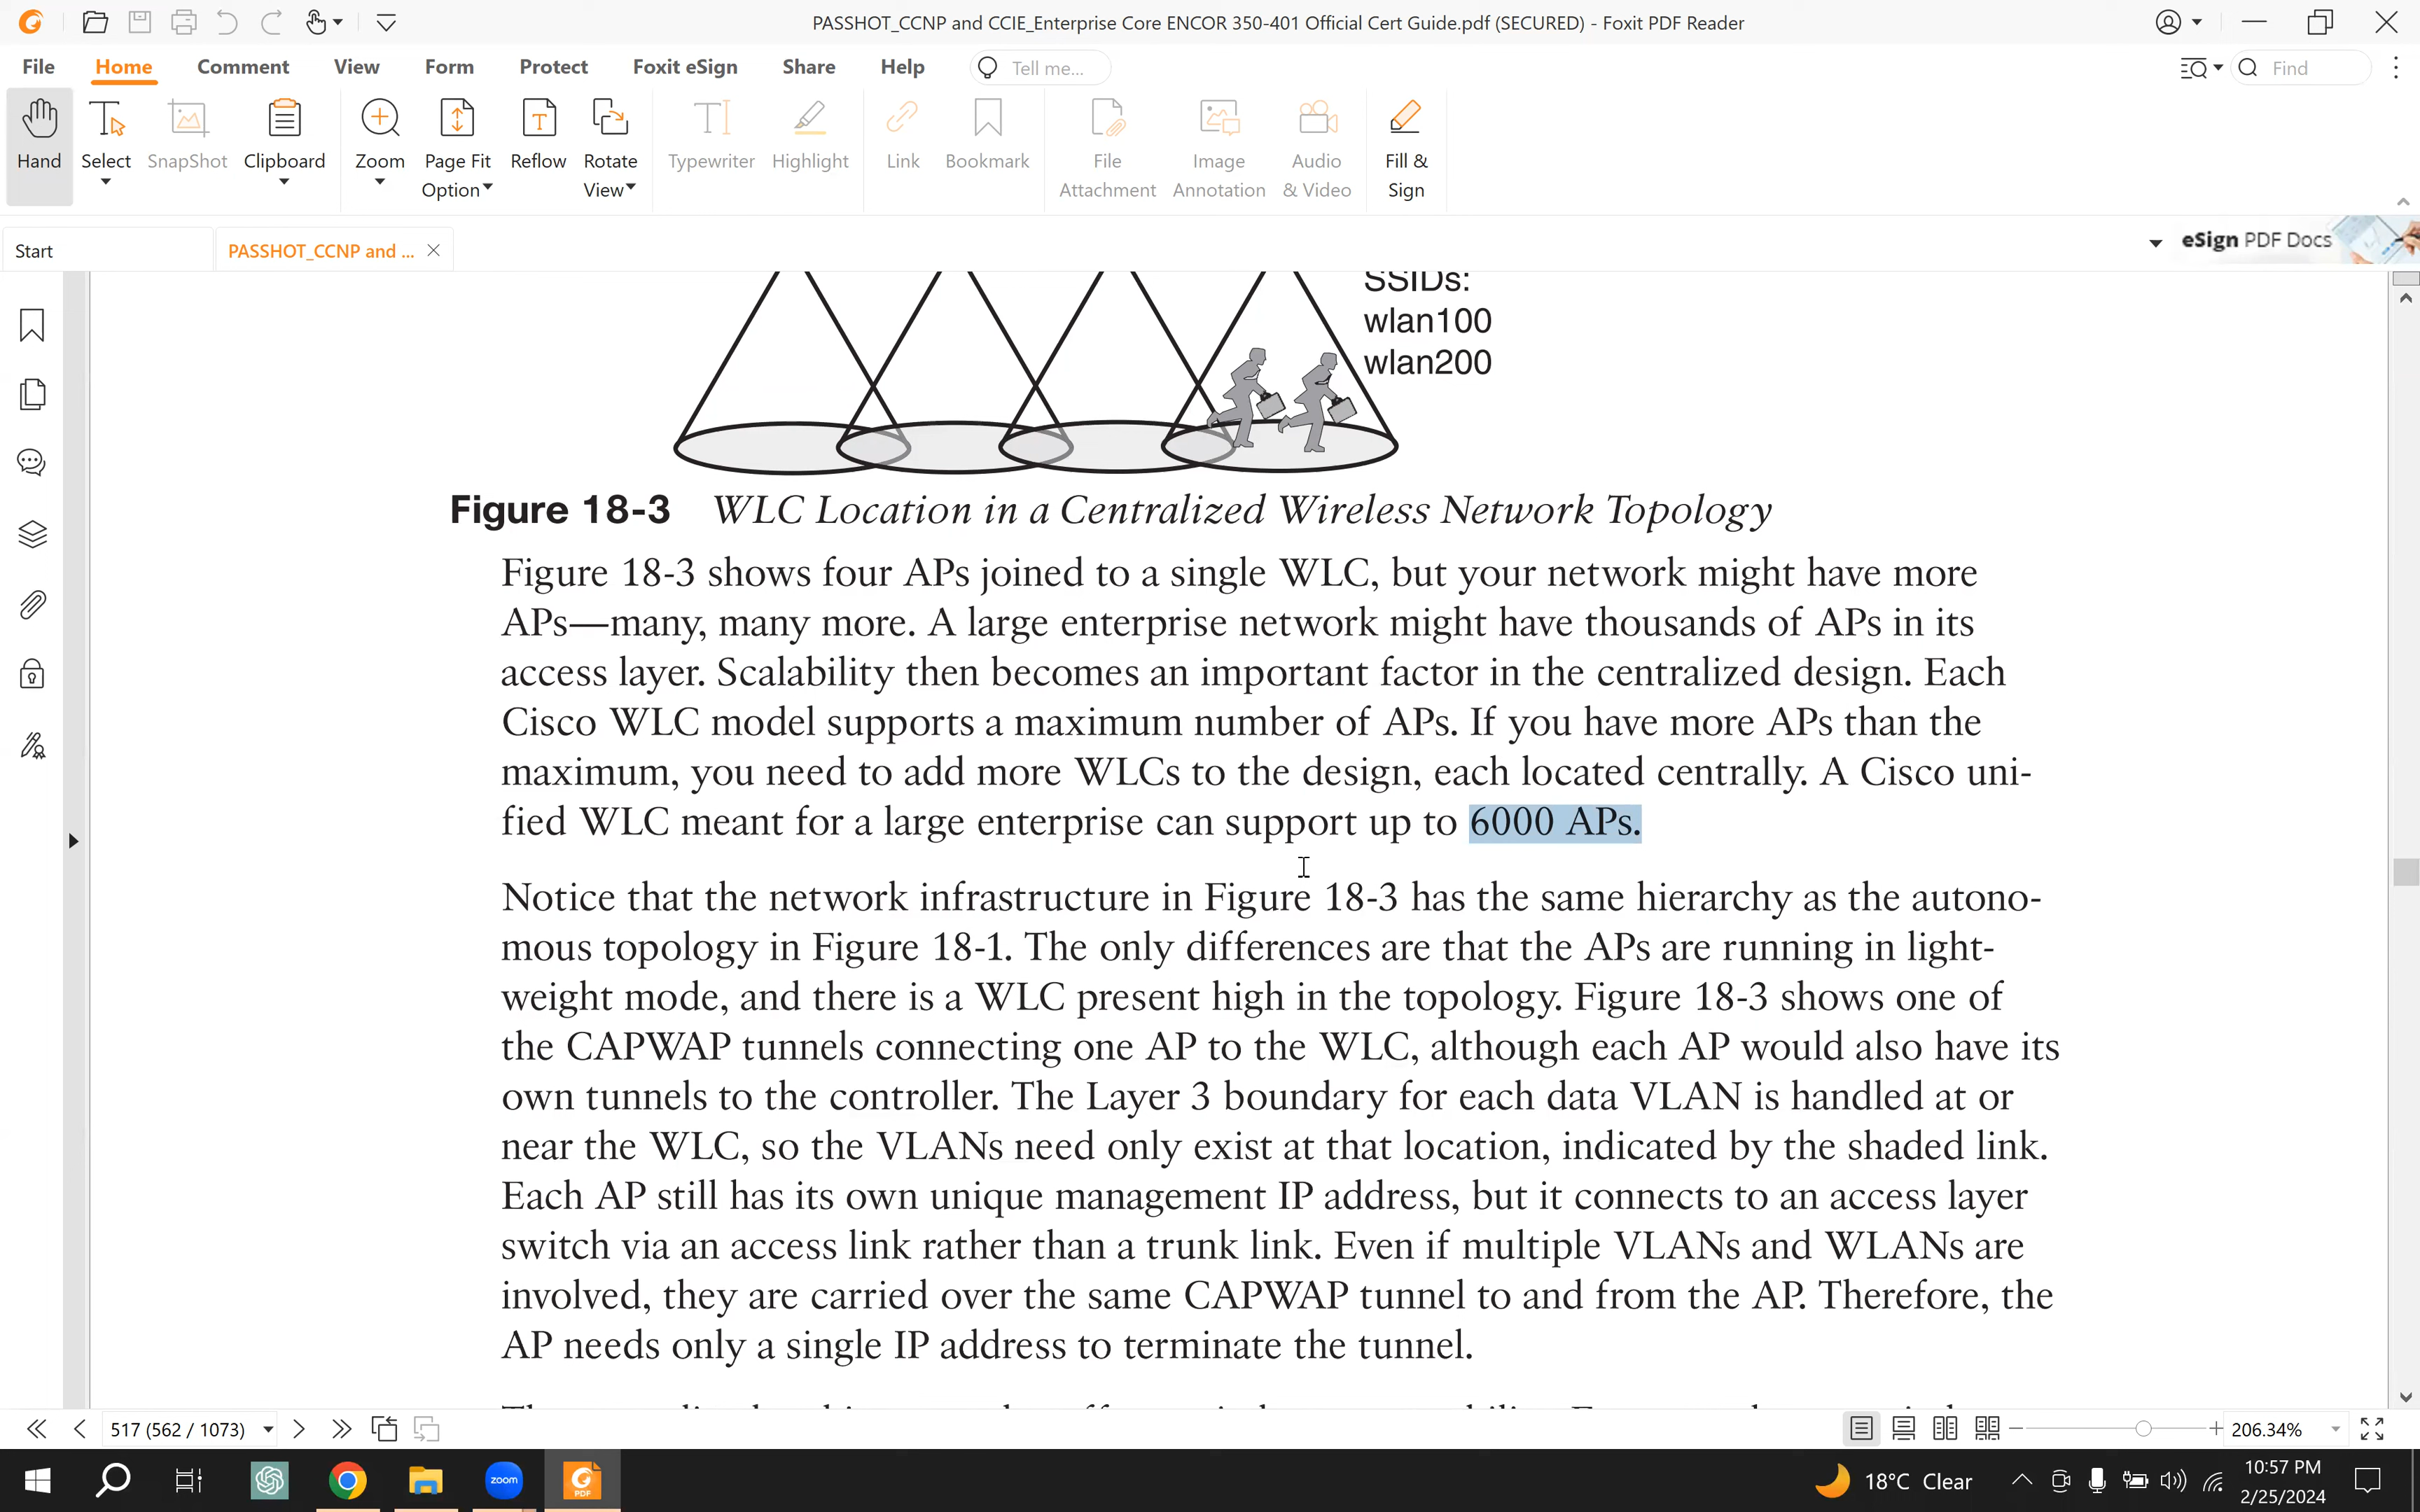 PASSHOT_CCNP and CCIE_Enterprise Core ENCOR 350-401 Official Cert Guide.pdf (SECURED) - Foxit PDF Reader
File Home Comment View Form Protect Foxit eSign Share Help Tell me... Find
Hand Select SnapShot Clipboard Zoom Page Fit Option Reflow Rotate View Typewriter Highlight Link Bookmark File Attachment Image Annotation Audio & Video Fill & Sign
Start PASSHOT_CCNP and ... eSign PDF Docs
SSIDs:
wlan100
wlan200
Figure 18-3 WLC Location in a Centralized Wireless Network Topology
Figure 18-3 shows four APs joined to a single WLC, but your network might have more
APs—many, many more. A large enterprise network might have thousands of APs in its
access layer. Scalability then becomes an important factor in the centralized design. Each
Cisco WLC model supports a maximum number of APs. If you have more APs than the
maximum, you need to add more WLCs to the design, each located centrally. A Cisco uni-
fied WLC meant for a large enterprise can support up to 6000 APs.
Notice that the network infrastructure in Figure 18-3 has the same hierarchy as the autono-
mous topology in Figure 18-1. The only differences are that the APs are running in light-
weight mode, and there is a WLC present high in the topology. Figure 18-3 shows one of
the CAPWAP tunnels connecting one AP to the WLC, although each AP would also have its
own tunnels to the controller. The Layer 3 boundary for each data VLAN is handled at or
near the WLC, so the VLANs need only exist at that location, indicated by the shaded link.
Each AP still has its own unique management IP address, but it connects to an access layer
switch via an access link rather than a trunk link. Even if multiple VLANs and WLANs are
involved, they are carried over the same CAPWAP tunnel to and from the AP. Therefore, the
AP needs only a single IP address to terminate the tunnel.
517 (562 / 1073) 206.34%
zoom PDF 18°C Clear 10:57 PM
2/25/2024